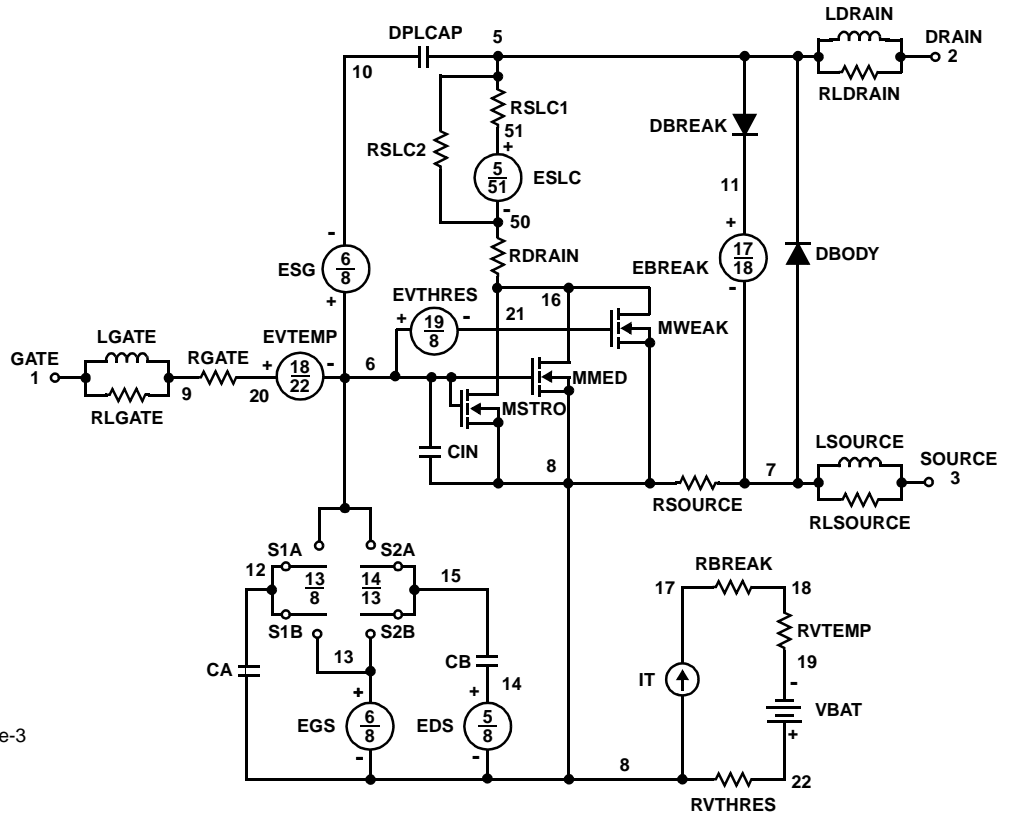 LDRAIN
DPLCAP
5
DRAIN
2
10
RLDRAIN
RSLC1
51
DBREAK
RSLC2
+
5
51
ESLC
-
50
11
-
+
RDRAIN
ESG
6
8
EBREAK
17
18
DBODY
+
-
EVTHRES
16
21
+
19
8
-
MWEAK
LGATE
EVTEMP
GATE
1
RGATE
+
18
22
-
6
MMED
9
20
RLGATE
MSTRO
LSOURCE
CIN
8
7
SOURCE
3
RSOURCE
RLSOURCE
S1A
S2A
12
13
8
14
13
15
RBREAK
17
18
S1B
S2B
RVTEMP
13
CA
CB
19
14
IT
-
+
+
VBAT
EGS
6
8
EDS
5
8
+
e-3
-
-
8
22
RVTHRES